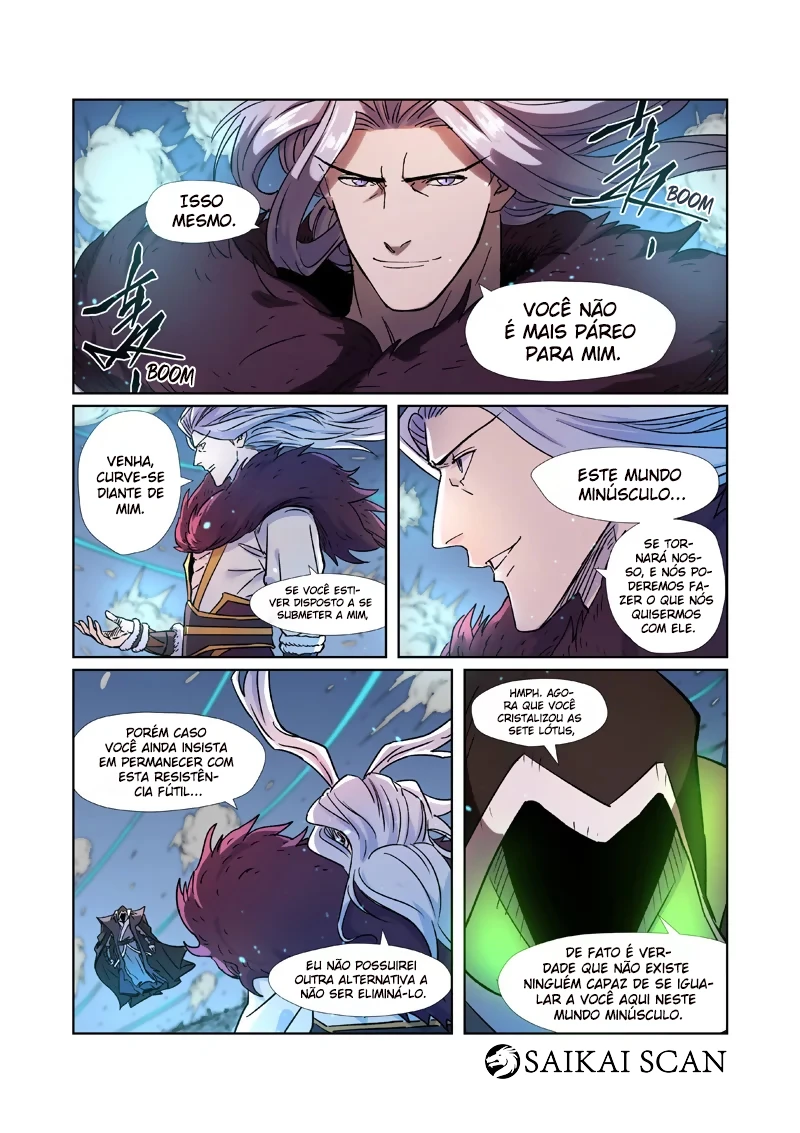 ISSO
MESMO.
BOOM
VOCÊ NÃO
É MAIS PÁREO
PARA MIM.
BOOM
VENHA,
CURVE-SE
DIANTE DE
MIM.
SE VOCÊ ESTI-
VER DISPOSTO A SE
SUBMETER A MIM,
ESTE MUNDO
MINÚSCULO...
SE TOR-
NARÁ NOS-
SO, E NÓS PO-
DEREMOS FA-
ZER O QUE NÓS
QUISERMOS
COM ELE.
PORÉM CASO
VOCÊ AINDA INSISTA
EM PERMANECER COM
ESTA RESISTÊN-
CIA FÚTIL...
EU NÃO POSSUIREI
OUTRA ALTERNATIVA A
NÃO SER ELIMINÁ-LO.
HMPH. AGO-
RA QUE VOCÊ
CRISTALIZOU AS
SETE LÓTUS,
DE FATO É VER-
DADE QUE NÃO EXISTE
NINGUÉM CAPAZ DE SE IGUA-
LAR A VOCÊ AQUI NESTE
MUNDO MINÚSCULO.
SAIKAI SCAN